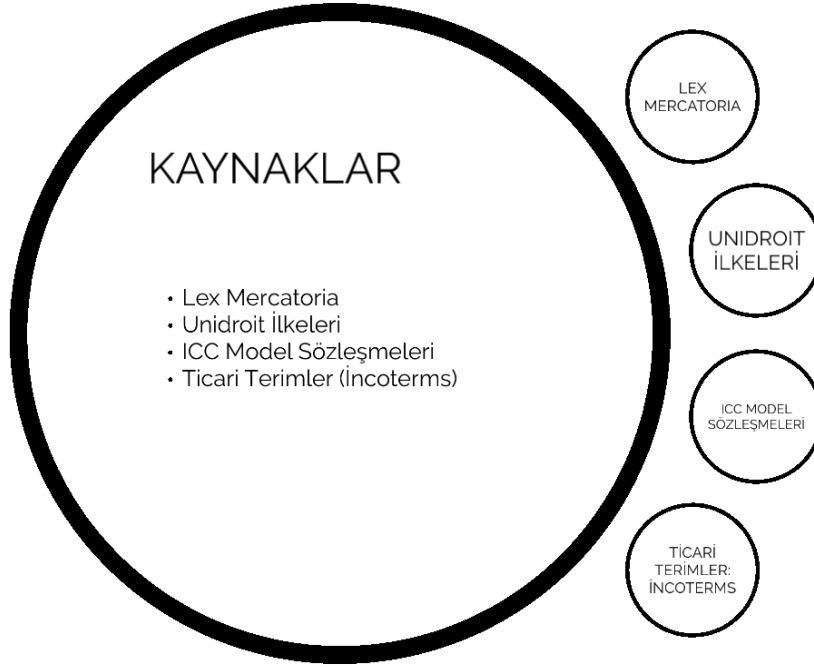 KAYNAKLAR
• Lex Mercatoria
• Unidroit İlkeleri
• ICC Model Sözleşmeleri
• Ticari Terimler (İncoterms)
LEX
MERCATORIA
UNIDROIT
İLKELERİ
ICC MODEL
SÖZLEŞMELERİ
TİCARİ
TERİMLER:
İNCOTERMS